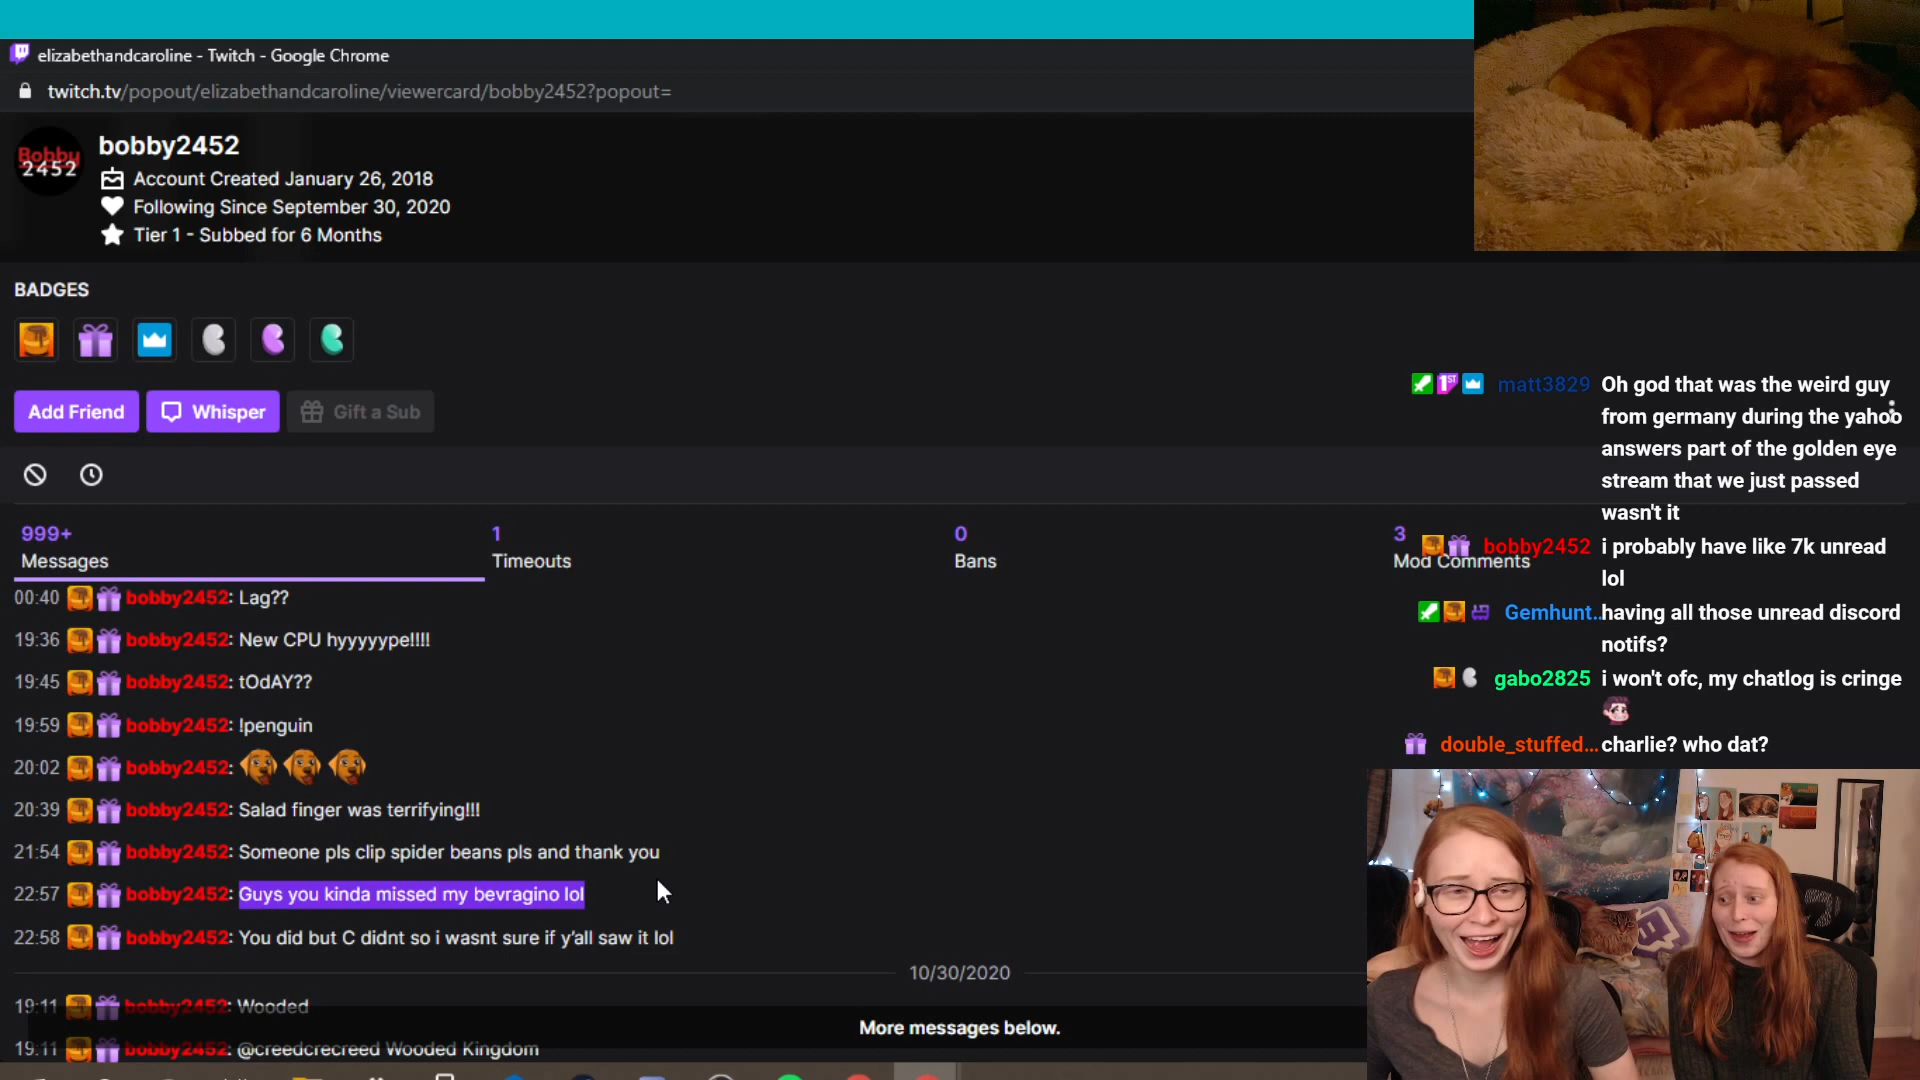 elizabethandcaroline - Twitch - Google Chrome
twitch.tv/popout/elizabethandcaroline/viewercard/bobby2452?popout=
Bobby
2452
bobby2452
Account Created January 26, 2018
Following Since September 30, 2020
Tier 1 - Subbed for 6 Months
BADGES
Add Friend
Whisper
Gift a Sub
999+
Messages
1
Timeouts
0
Bans
3
Mod Comments
00:40 bobby2452: Lag??
19:36 bobby2452: New CPU hyyyyype!!!!
19:45 bobby2452: tOdAY??
19:59 bobby2452: !penguin
20:02 bobby2452:
20:39 bobby2452: Salad finger was terrifying!!!
21:54 bobby2452: Someone pls clip spider beans pls and thank you
22:57 bobby2452: Guys you kinda missed my bevragino lol
22:58 bobby2452: You did but C didnt so i wasnt sure if y'all saw it lol
10/30/2020
19:11 bobby2452: Wooded
More messages below.
19:11 bobby2452: @creedcrecreed Wooded Kingdom
1ST matt3829 Oh god that was the weird guy
from germany during the yahoo
answers part of the golden eye
stream that we just passed
wasn't it
bobby2452 i probably have like 7k unread
lol
Gemhunt.. having all those unread discord
notifs?
gabo2825 i won't ofc, my chatlog is cringe
double_stuffed... charlie? who dat?